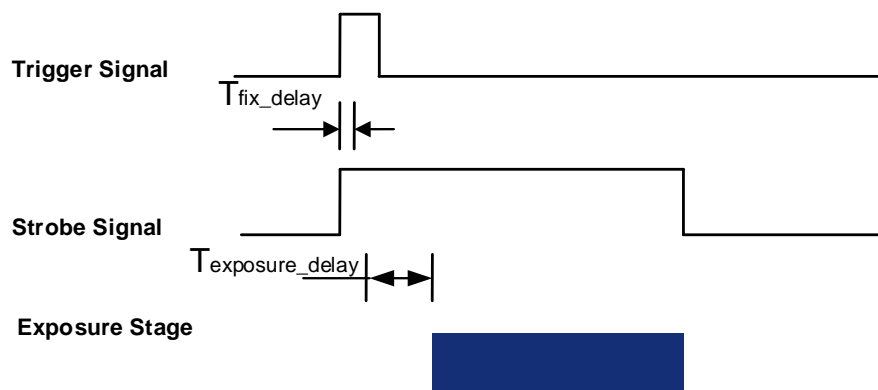 Trigger Signal
Tfix_delay
Strobe Signal
Texposure_delay
Exposure Stage